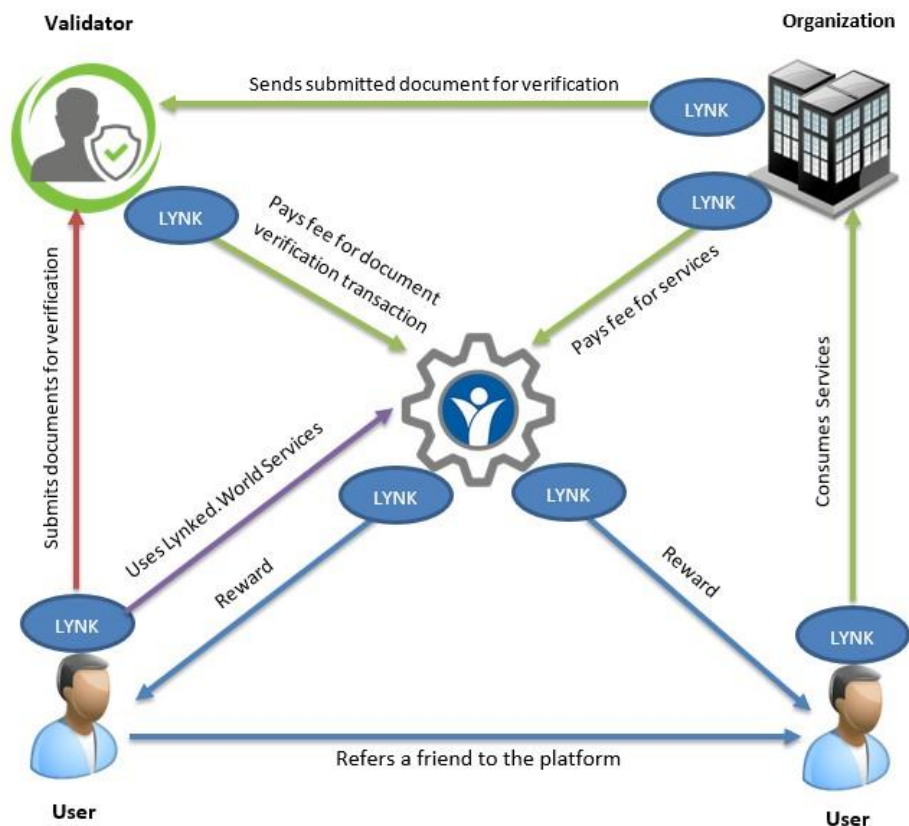 Validator
Organization
Sends submitted document for verification
LYNK
LYNK
LYNK
Pays fee for document
verification transaction
Pays fee for services
Submits documents for verification
Uses Lynked.World Services
Consumes Services
LYNK
LYNK
Reward
Reward
LYNK
LYNK
Refers a friend to the platform
User
User